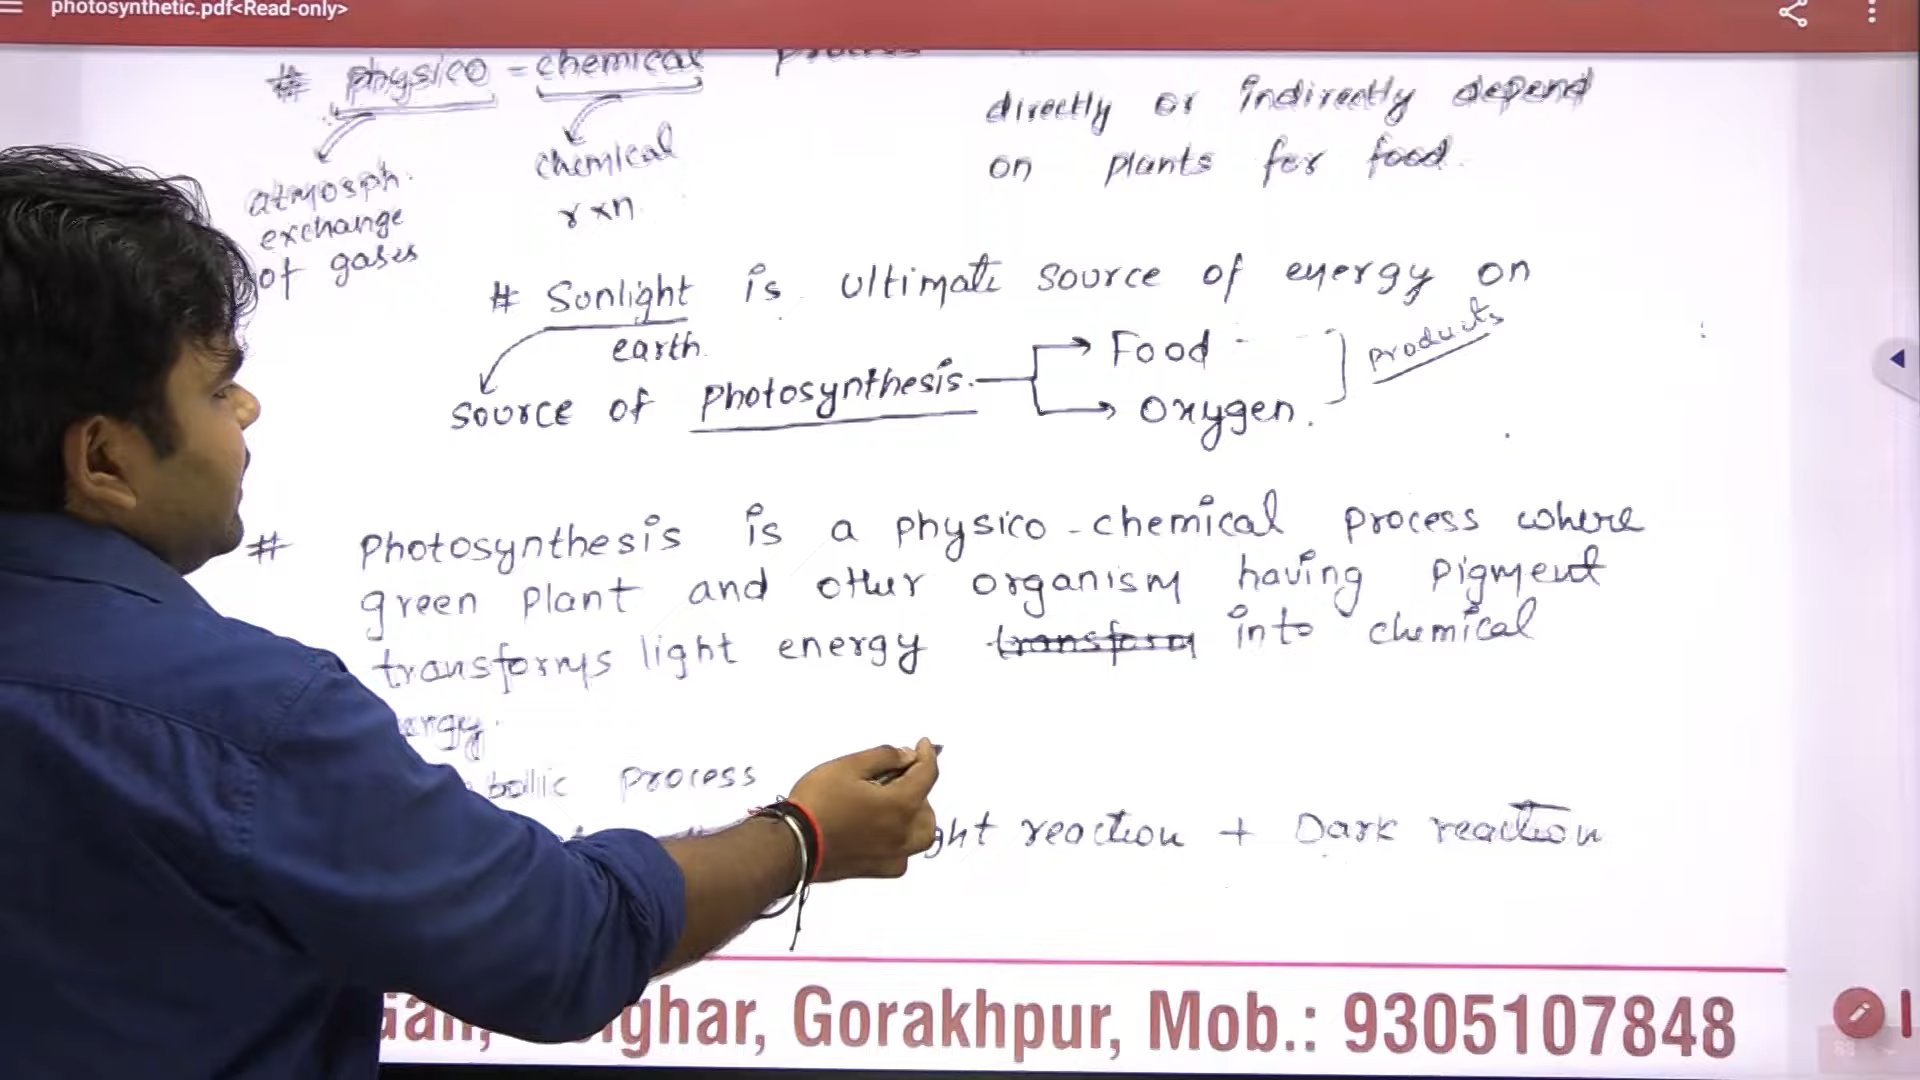 photosynthetic.pdf<Read-only>
# physico - chemical process
directly or indirectly depend
on plants for food.
atmosph.
exchange
of gases
chemical
rxn
# Sunlight is ultimate source of energy on
earth.
source of photosynthesis.
Food
Oxygen.
products
# Photosynthesis is a physico-chemical process where
green plant and other organism having pigment
transforms light energy transform into chemical
process
reaction + Dark reaction
Gorakhpur, Mob.: 9305107848